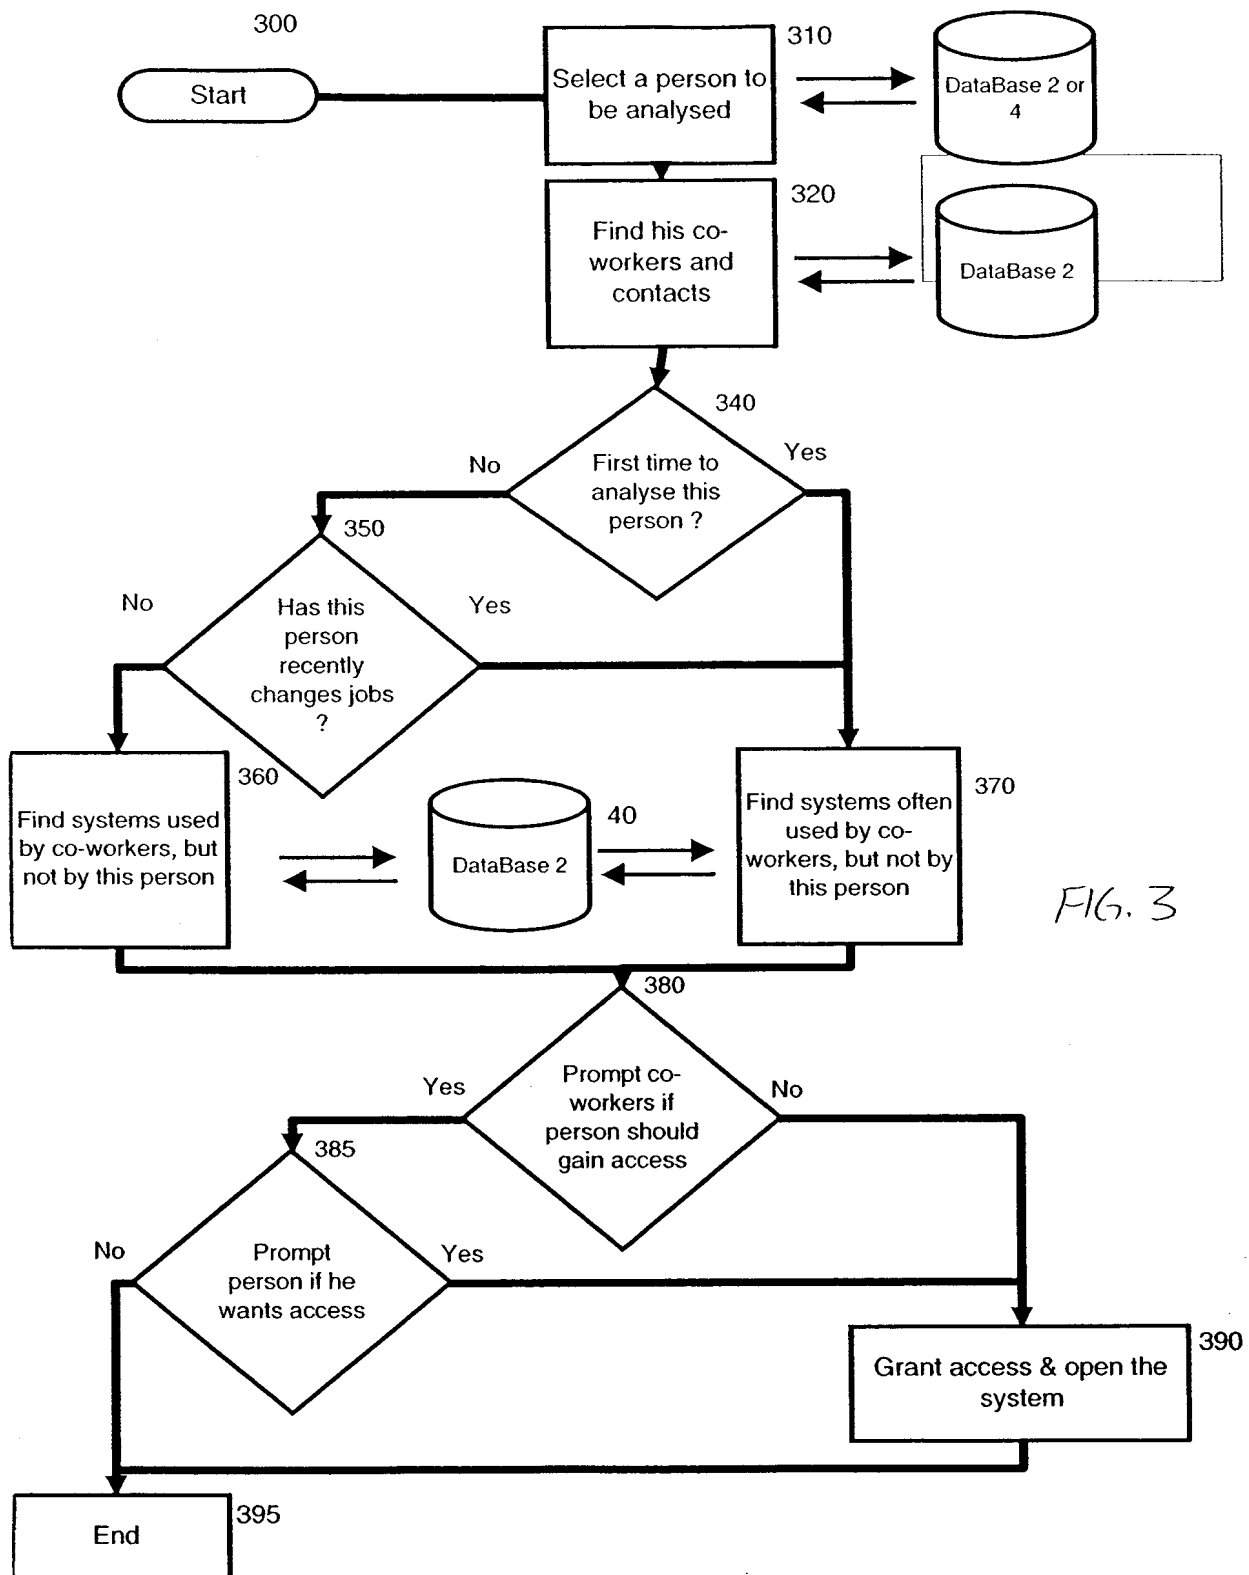 300
310
Start
Select a person to
be analysed
DataBase 2 or
4
320
Find his co-
workers and
contacts
DataBase 2
340
No
Yes
First time to
analyse this
person ?
350
No
Yes
Has this
person
recently
changes jobs
?
360
370
Find systems used
by co-workers, but
not by this person
40
DataBase 2
Find systems often
used by co-
workers, but not by
this person
FIG. 3
380
Yes
No
Prompt co-
workers if
person should
gain access
385
No
Yes
Prompt
person if he
wants access
390
Grant access & open the
system
395
End